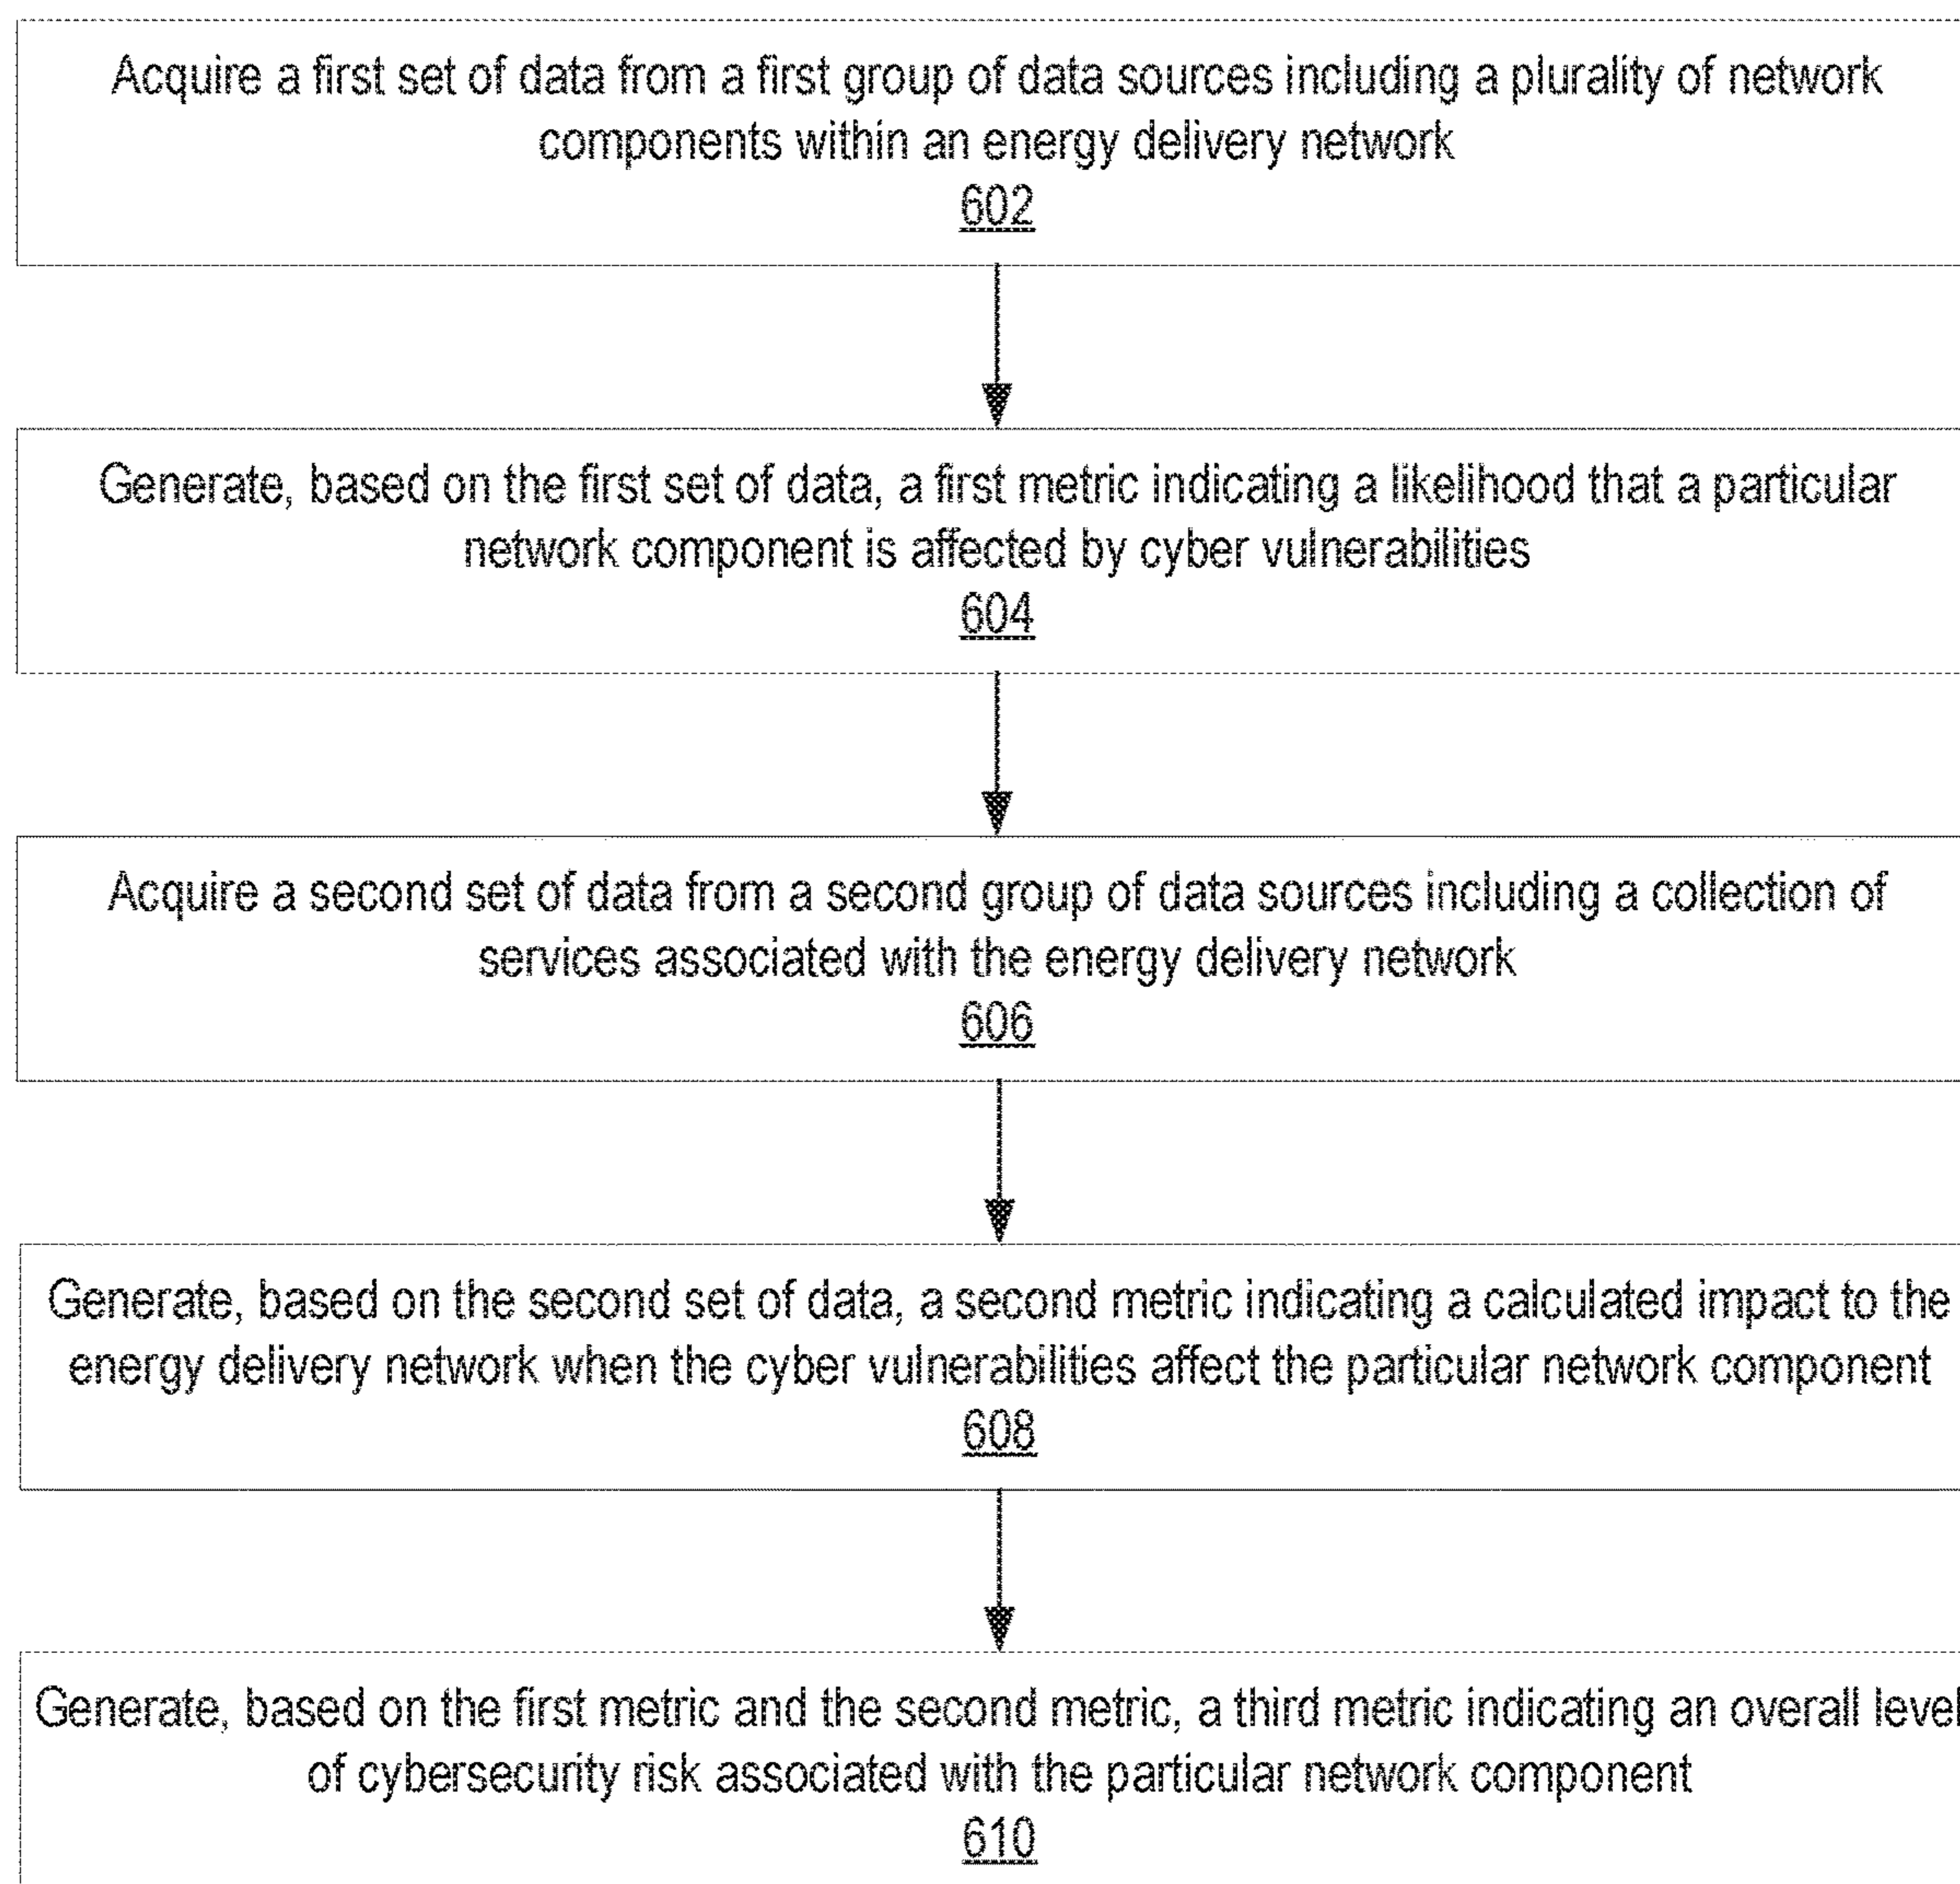 Acquire a first set of data from a first group of data sources including a plurality of network
components within an energy delivery network
602
Generate, based on the first set of data, a first metric indicating a likelihood that a particular
network component is affected by cyber vulnerabilities
604
Acquire a second set of data from a second group of data sources including a collection of
services associated with the energy delivery network
606
Generate, based on the second set of data, a second metric indicating a calculated impact to the
energy delivery network when the cyber vulnerabilities affect the particular network component
608
Generate, based on the first metric and the second metric, a third metric indicating an overall level
of cybersecurity risk associated with the particular network component
610